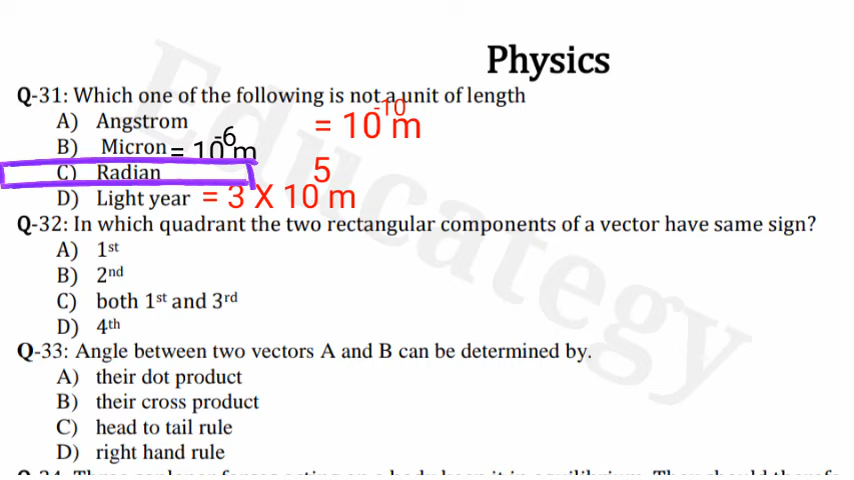 Physics
Q-31: Which one of the following is not a unit of length
A) Angstrom = 10^-10 m
B) Micron = 10^-6 m
C) Radian
D) Light year = 3 X 10^5 m
Q-32: In which quadrant the two rectangular components of a vector have same sign?
A) 1st
B) 2nd
C) both 1st and 3rd
D) 4th
Q-33: Angle between two vectors A and B can be determined by.
A) their dot product
B) their cross product
C) head to tail rule
D) right hand rule
Educategy